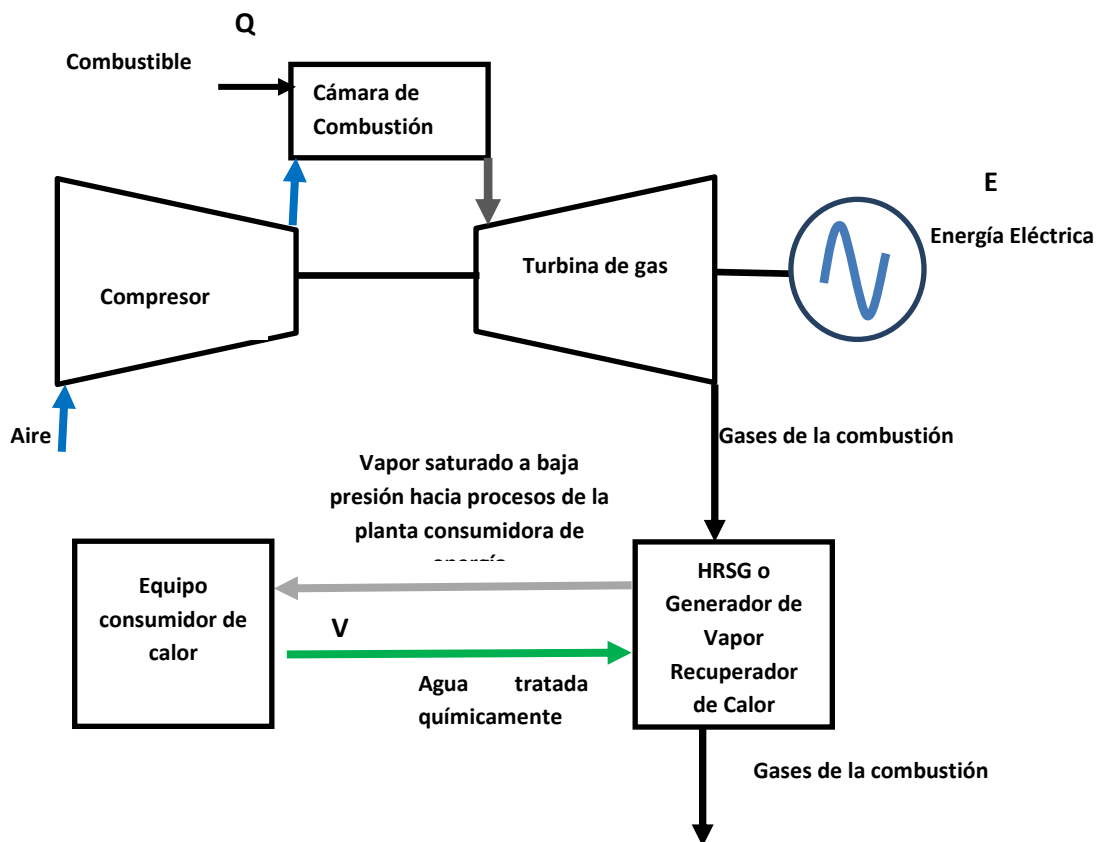 Q
Combustible
Cámara de
Combustión
E
Energía Eléctrica
Turbina de gas
Compresor
Aire
Gases de la combustión
Vapor saturado a baja
presión hacia procesos de la
planta consumidora de
Equipo
consumidor de
calor
V
HRSG o
Generador de
Vapor
Recuperador
de Calor
Agua tratada
químicamente
Gases de la combustión